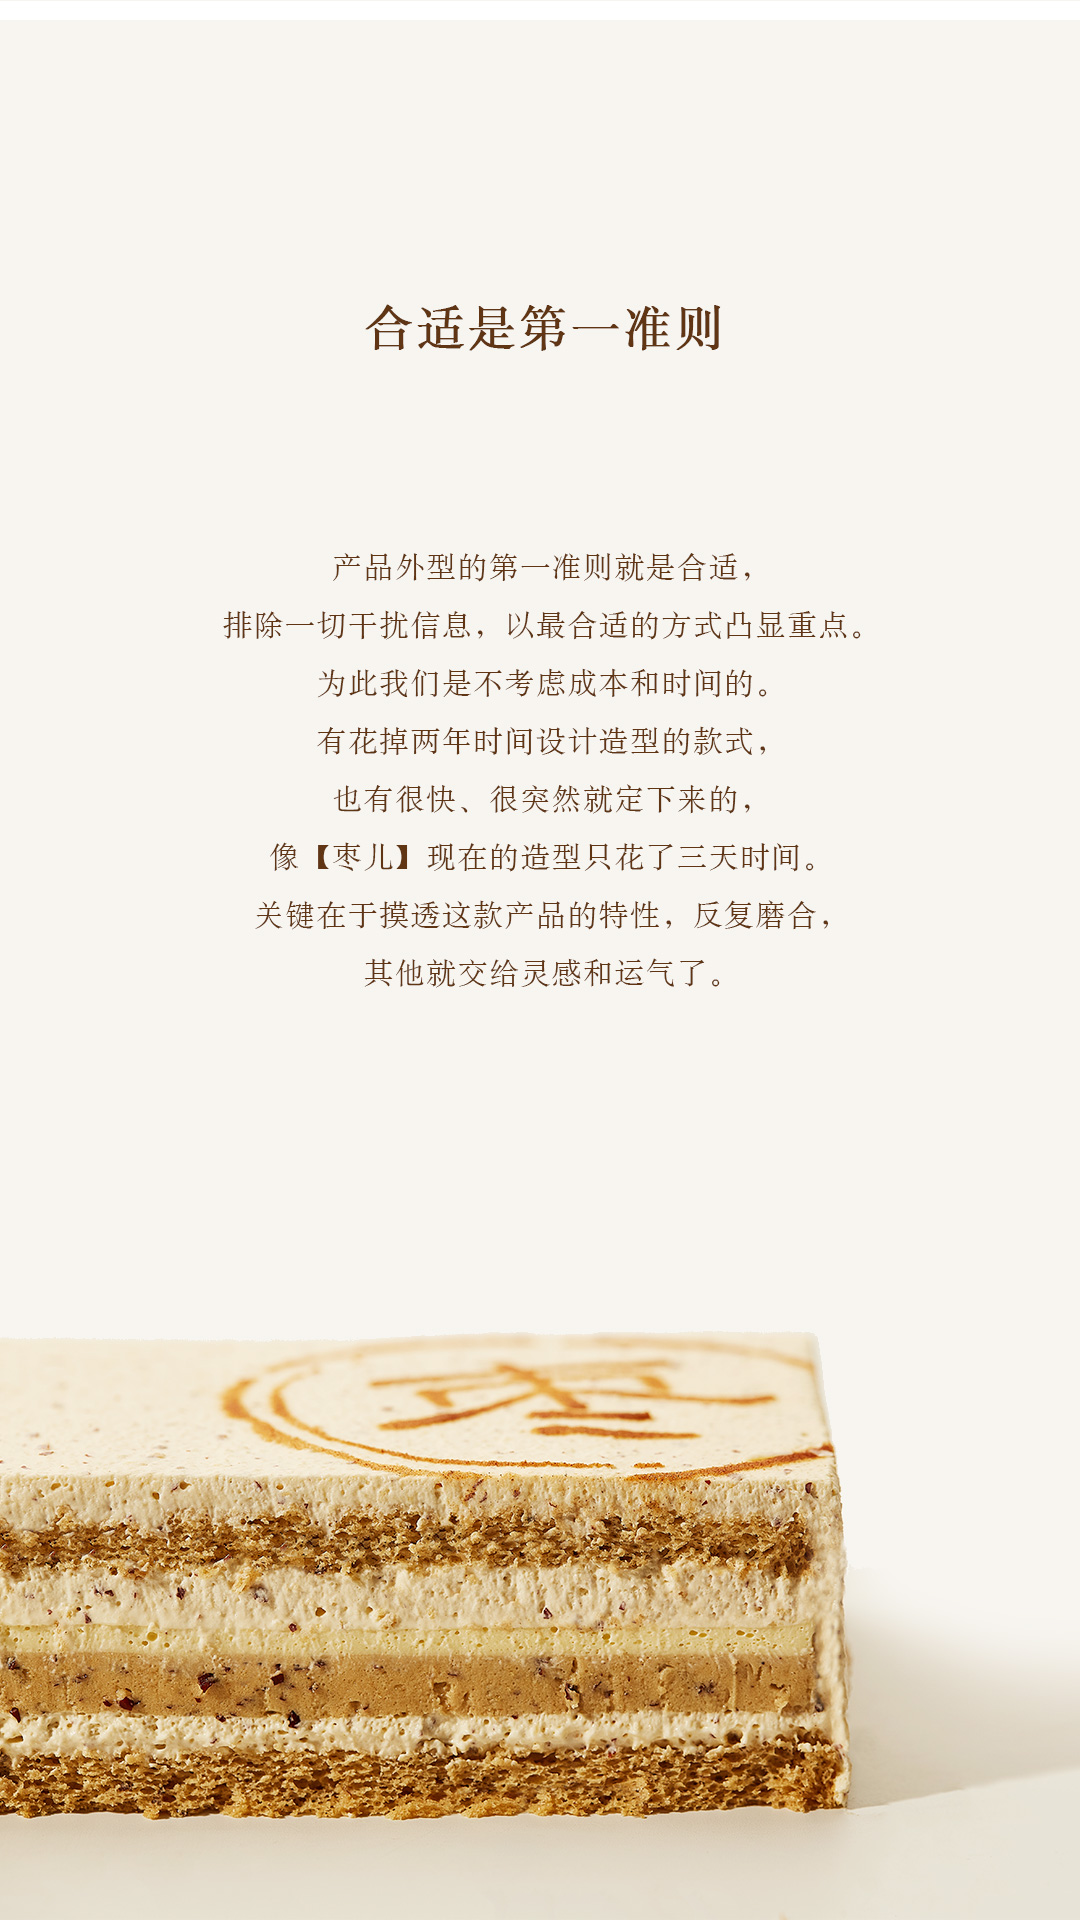 合适是第一准则
产品外型的第一准则就是合适，
排除一切干扰信息，以最合适的方式凸显重点。
为此我们是不考虑成本和时间的。
有花掉两年时间设计造型的款式，
也有很快、很突然就定下来的，
像【枣儿】现在的造型只花了三天时间。
关键在于摸透这款产品的特性，反复磨合，
其他就交给灵感和运气了。
枣